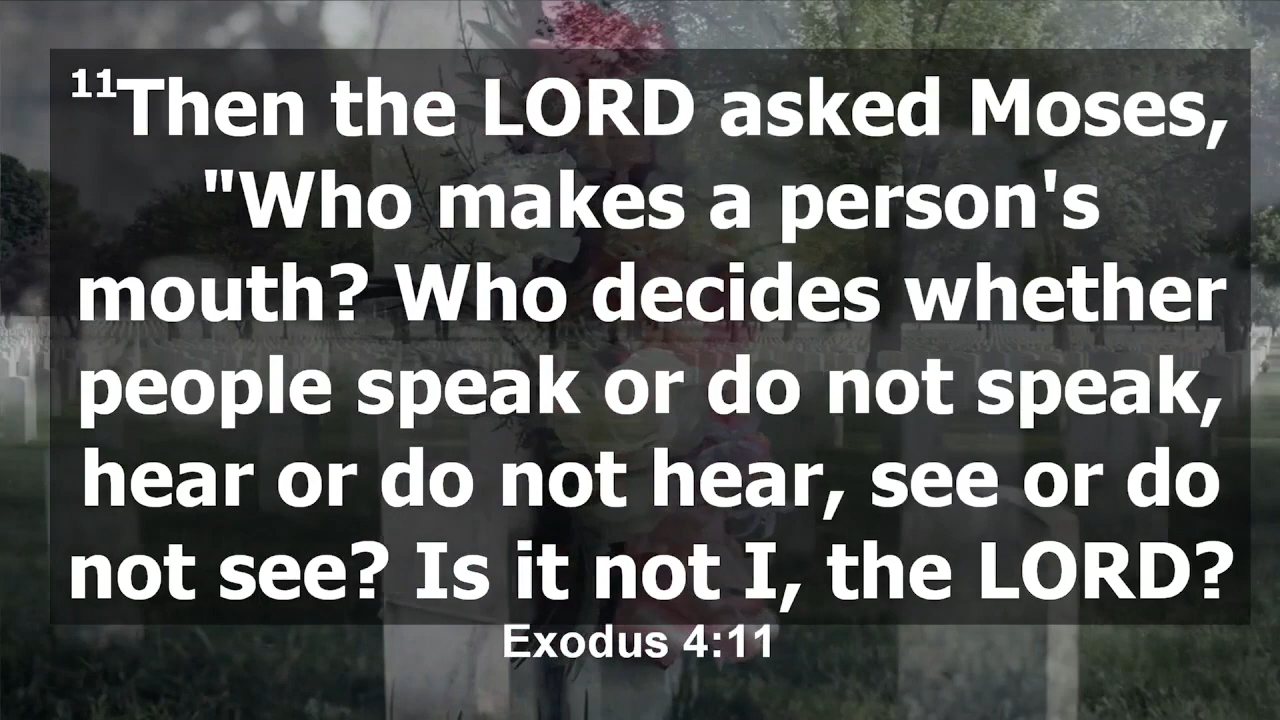 11Then the LORD asked Moses,
"Who makes a person's
mouth? Who decides whether
people speak or do not speak,
hear or do not hear, see or do
not see? Is it not I, the LORD?
Exodus 4:11